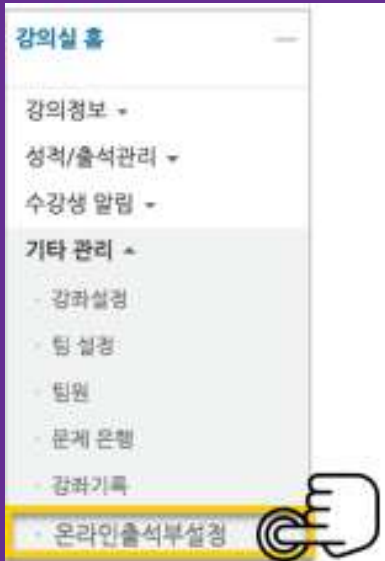 강의실 홈
강의정보
성적/출석관리
수강생 알림
기타 관리
강좌설정
팀 설정
팀원
문제 은행
강좌기록
온라인출석부설정